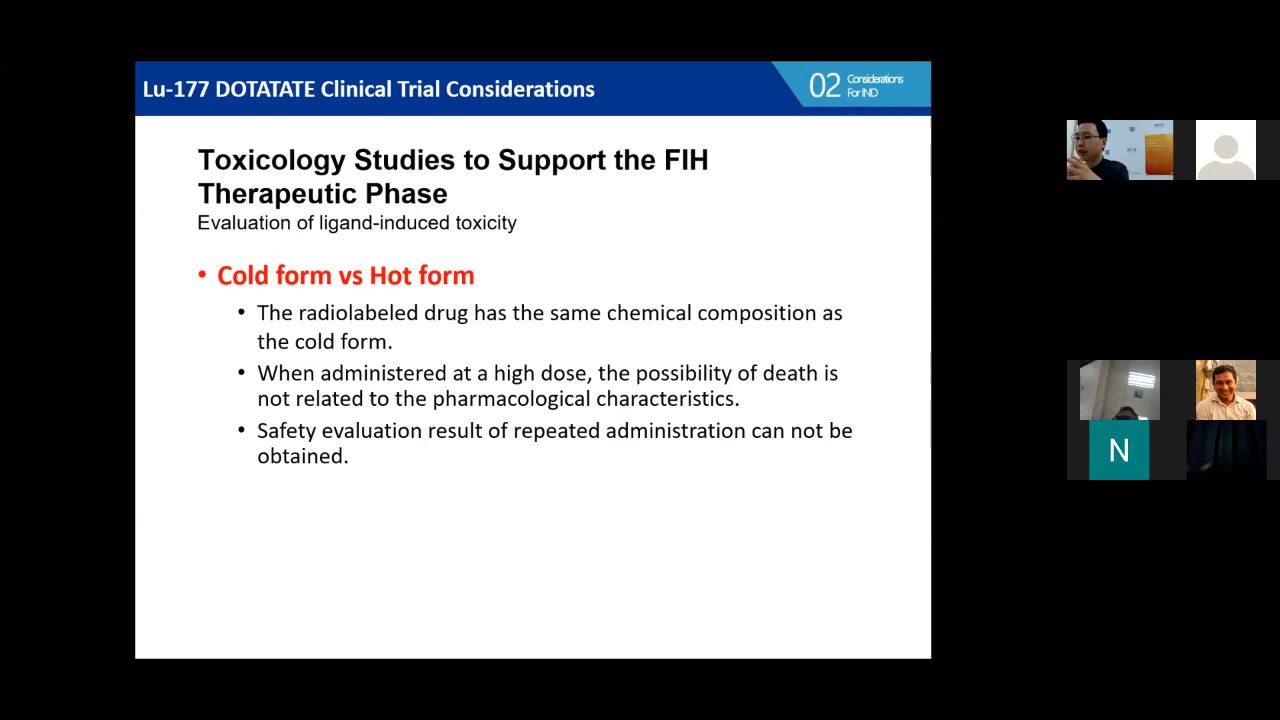 Lu-177 DOTATATE Clinical Trial Considerations
02
Considerations
For IND
Toxicology Studies to Support the FIH
Therapeutic Phase
Evaluation of ligand-induced toxicity
• Cold form vs Hot form
• The radiolabeled drug has the same chemical composition as
the cold form.
• When administered at a high dose, the possibility of death is
not related to the pharmacological characteristics.
• Safety evaluation result of repeated administration can not be
obtained.
N